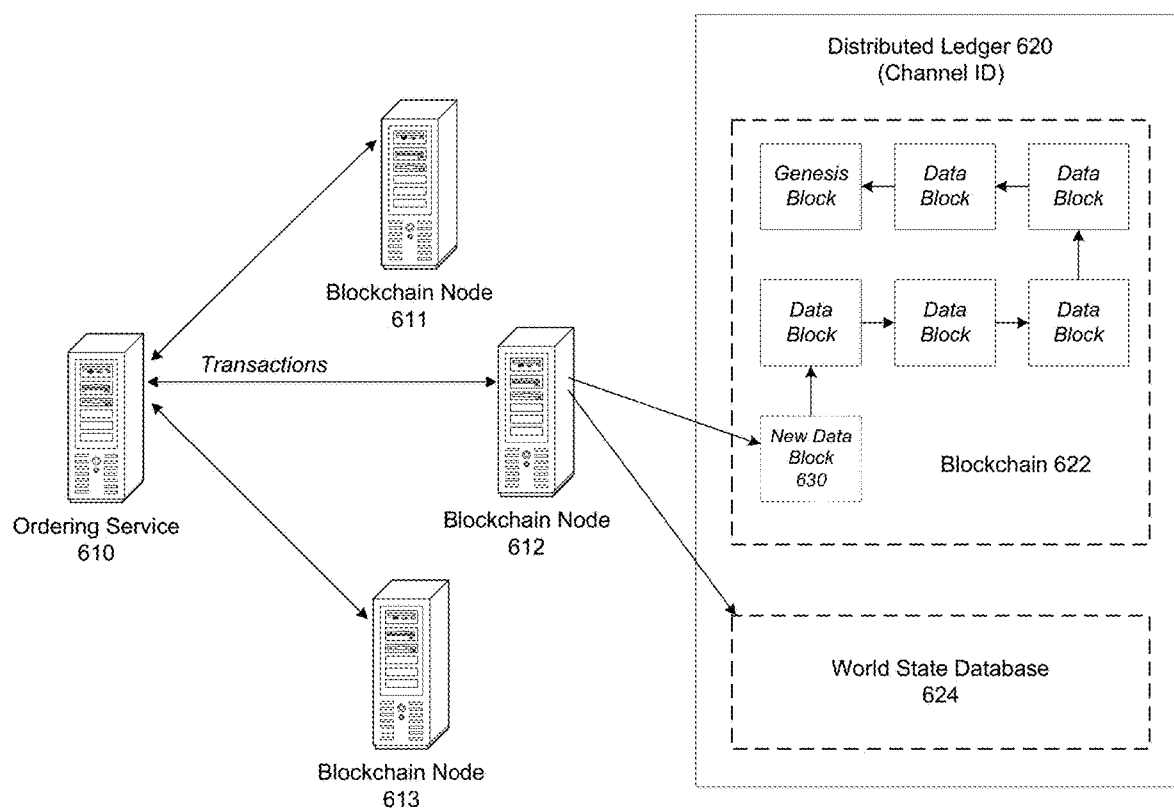 Distributed Ledger 620
(Channel ID)
Genesis
Block
Data
Block
Data
Block
Blockchain Node
611
Data
Block
Data
Block
Data
Block
Transactions
New Data
Block
630
Blockchain 622
Ordering Service
610
Blockchain Node
612
World State Database
624
Blockchain Node
613